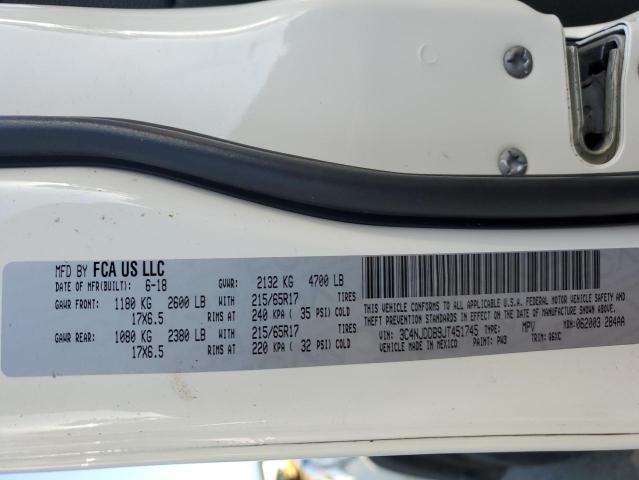 MFD BY FCA US LLC
DATE OF MFR(BUILT): 6-18 GVWR: 2132 KG 4700 LB
GAWR FRONT: 1180 KG 2600 LB WITH 215/65R17 TIRES
17X6.5 RIMS AT 240 KPA ( 35 PSI) COLD
GAWR REAR: 1080 KG 2380 LB WITH 215/65R17 TIRES
17X6.5 RIMS AT 220 KPA ( 32 PSI) COLD
THIS VEHICLE CONFORMS TO ALL APPLICABLE U.S.A. FEDERAL MOTOR VEHICLE SAFETY
THEFT PREVENTION STANDARDS IN EFFECT ON THE DATE OF MANUFACTURE SHOWN ABOVE
VIN: 3C4NJDDB9JT451745 TYPE: MPV MDH:062003 284AA
VEHICLE MADE IN MEXICO PAINT: PW3 TRIM: